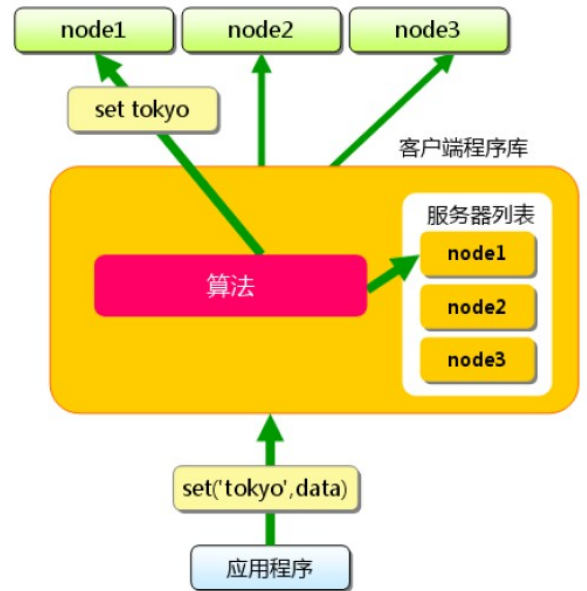 node1
node2
node3
set tokyo
客户端程序库
服务器列表
node1
算法
node2
node3
set('tokyo',data)
应用程序